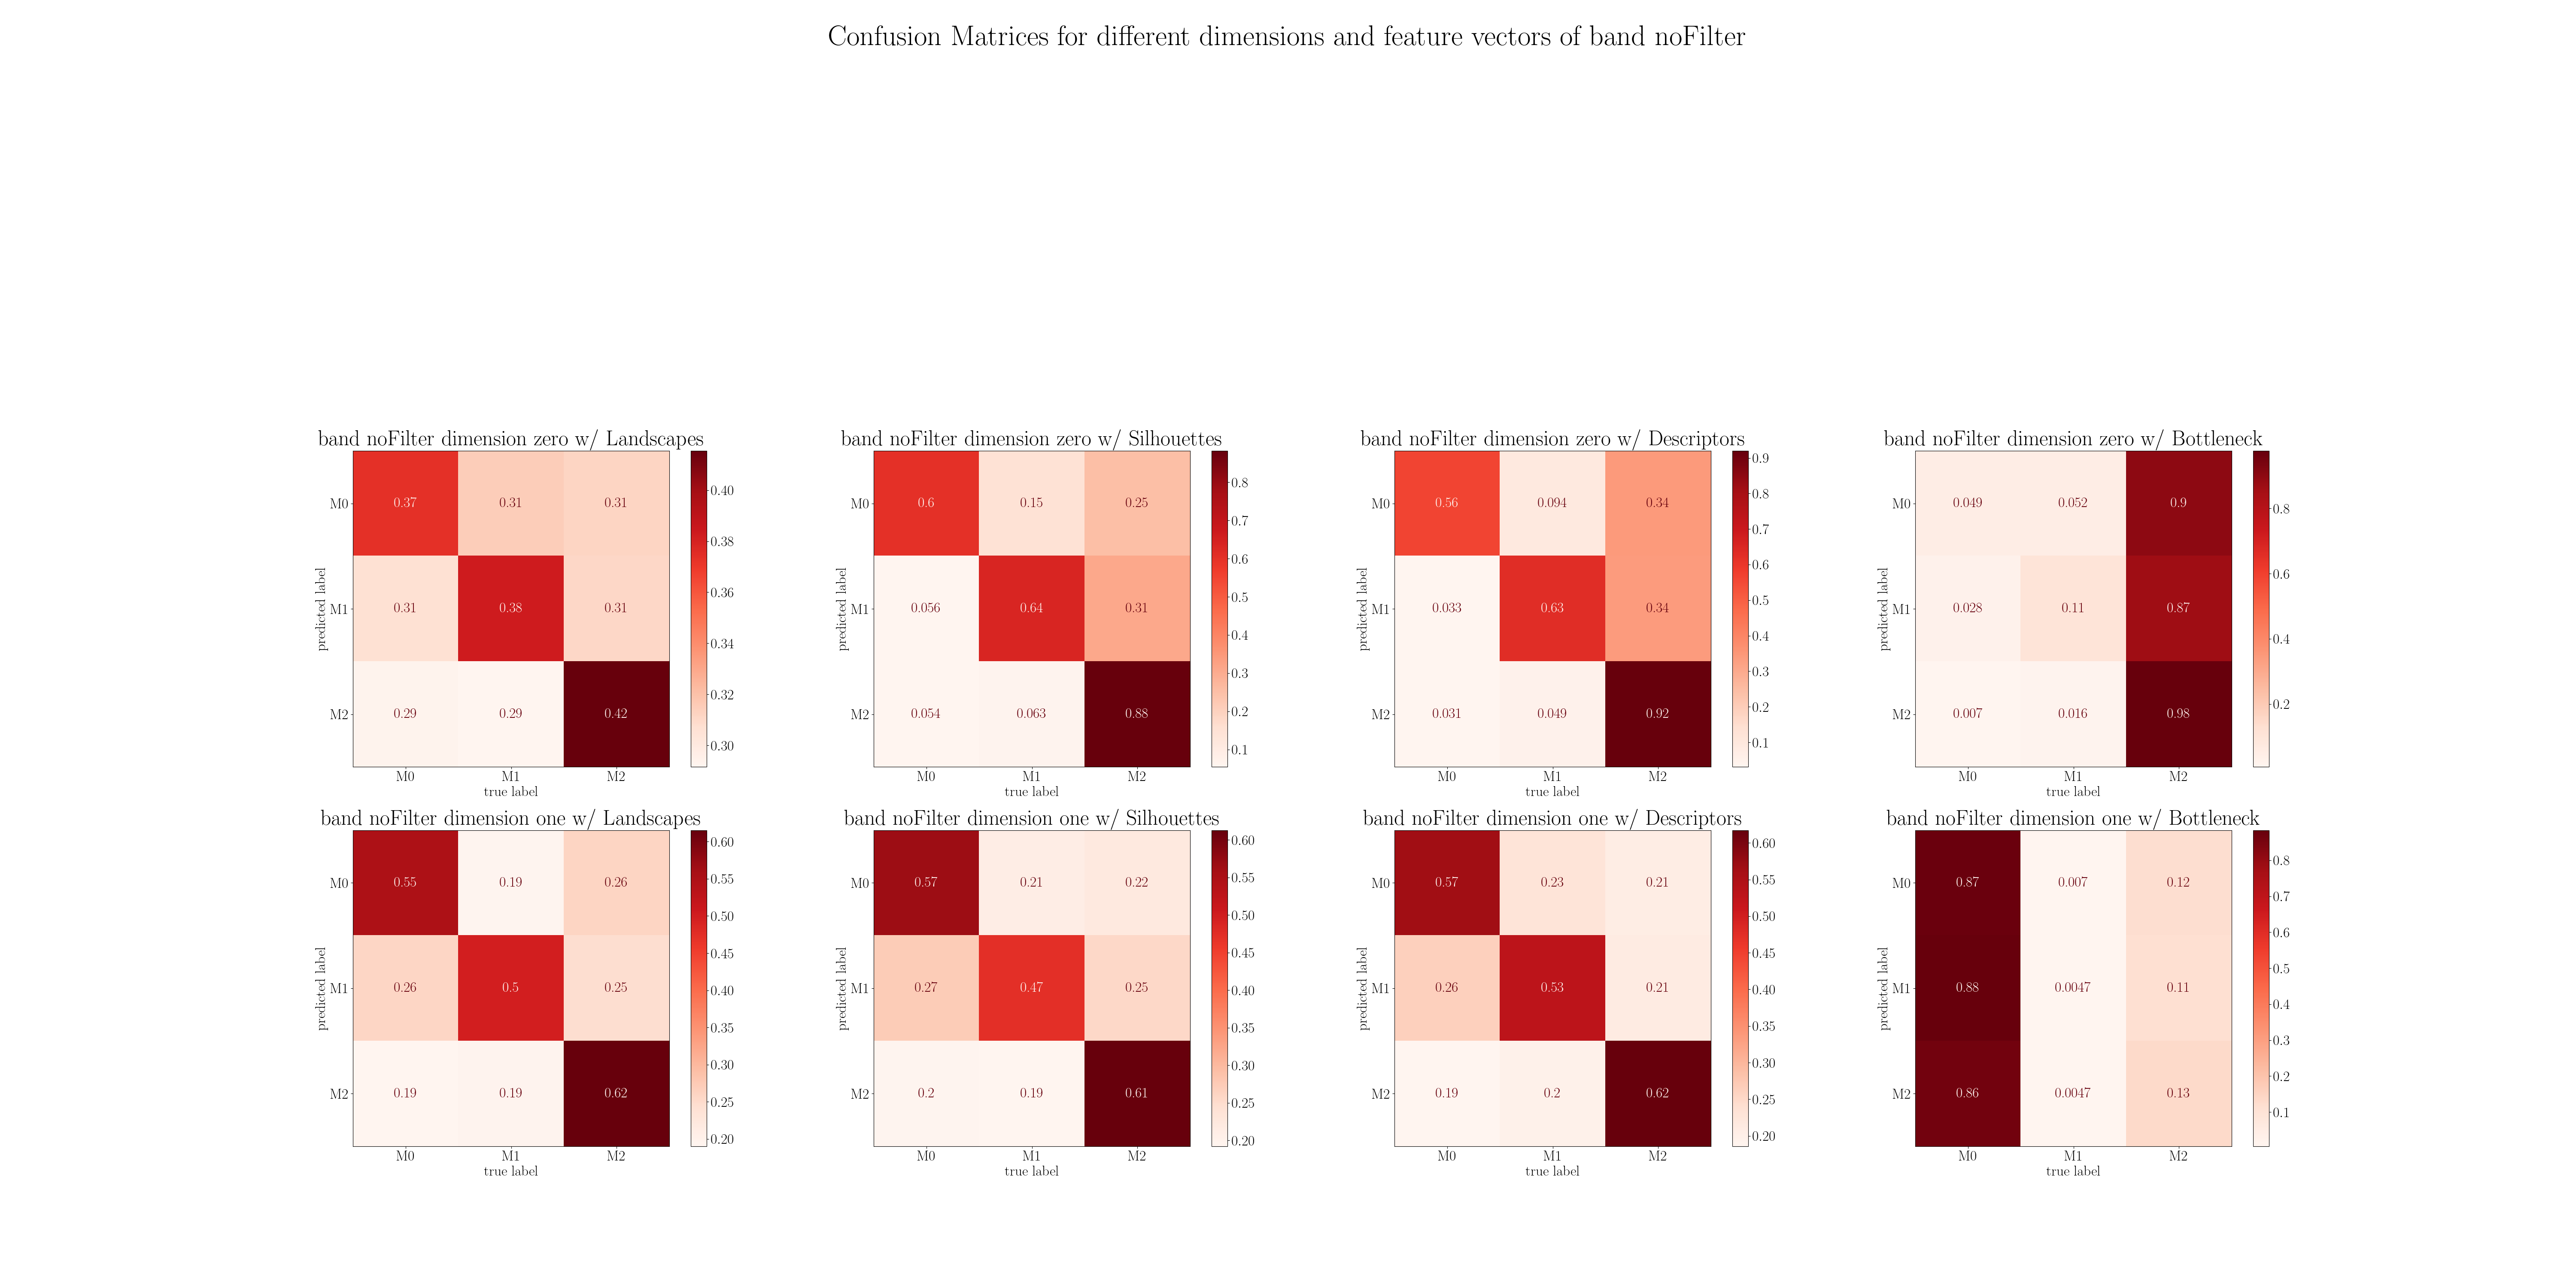 Confusion Matrices for different dimensions and feature vectors of band noFilter
band noFilter dimension zero w/ Landscapes
predicted label
M0 0.37 0.31 0.31
M1 0.31 0.38 0.31
M2 0.29 0.29 0.42
M0 M1 M2
true label
0.40
0.38
0.36
0.34
0.32
0.30
band noFilter dimension zero w/ Silhouettes
predicted label
M0 0.6 0.15 0.25
M1 0.056 0.64 0.31
M2 0.054 0.063 0.88
M0 M1 M2
true label
0.8
0.7
0.6
0.5
0.4
0.3
0.2
0.1
band noFilter dimension zero w/ Descriptors
predicted label
M0 0.56 0.094 0.34
M1 0.033 0.63 0.34
M2 0.031 0.049 0.92
M0 M1 M2
true label
0.9
0.8
0.7
0.6
0.5
0.4
0.3
0.2
0.1
band noFilter dimension zero w/ Bottleneck
predicted label
M0 0.049 0.052 0.9
M1 0.028 0.11 0.87
M2 0.007 0.016 0.98
M0 M1 M2
true label
0.8
0.6
0.4
0.2
band noFilter dimension one w/ Landscapes
predicted label
M0 0.55 0.19 0.26
M1 0.26 0.5 0.25
M2 0.19 0.19 0.62
M0 M1 M2
true label
0.60
0.55
0.50
0.45
0.40
0.35
0.30
0.25
0.20
band noFilter dimension one w/ Silhouettes
predicted label
M0 0.57 0.21 0.22
M1 0.27 0.47 0.25
M2 0.2 0.19 0.61
M0 M1 M2
true label
0.60
0.55
0.50
0.45
0.40
0.35
0.30
0.25
0.20
band noFilter dimension one w/ Descriptors
predicted label
M0 0.57 0.23 0.21
M1 0.26 0.53 0.21
M2 0.19 0.2 0.62
M0 M1 M2
true label
0.60
0.55
0.50
0.45
0.40
0.35
0.30
0.25
0.20
band noFilter dimension one w/ Bottleneck
predicted label
M0 0.87 0.007 0.12
M1 0.88 0.0047 0.11
M2 0.86 0.0047 0.13
M0 M1 M2
true label
0.8
0.7
0.6
0.5
0.4
0.3
0.2
0.1